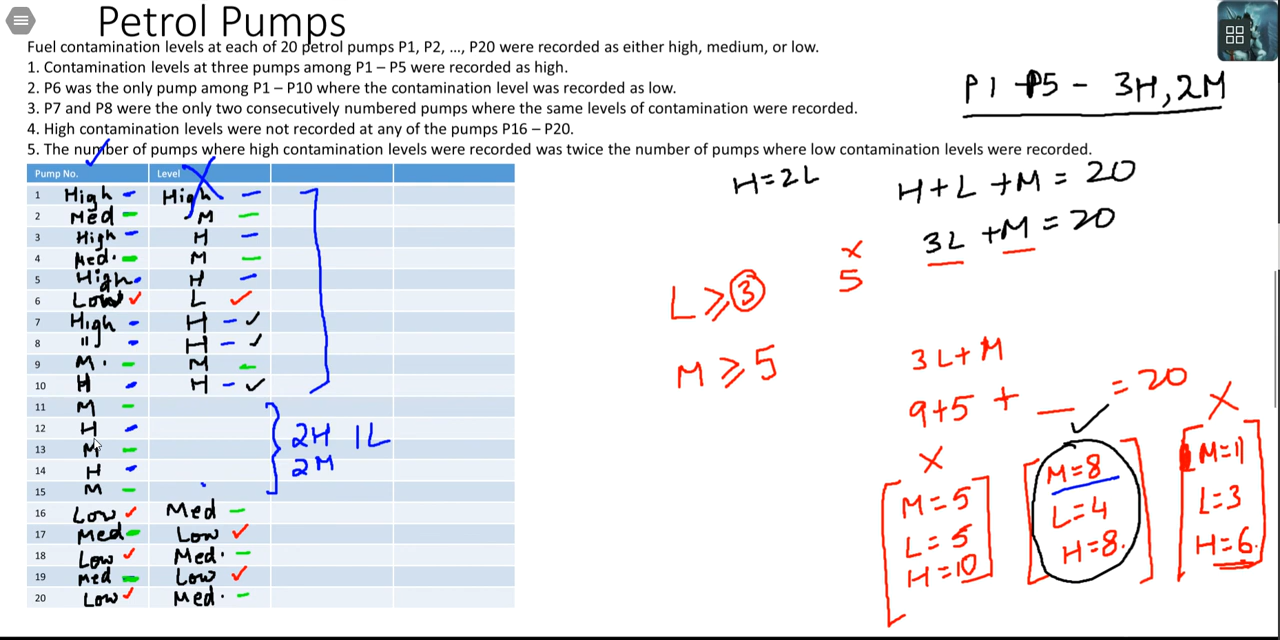 Petrol Pumps
Fuel contamination levels at each of 20 petrol pumps P1, P2, ..., P20 were recorded as either high, medium, or low.
1. Contamination levels at three pumps among P1 – P5 were recorded as high.
2. P6 was the only pump among P1 – P10 where the contamination level was recorded as low.
3. P7 and P8 were the only two consecutively numbered pumps where the same levels of contamination were recorded.
4. High contamination levels were not recorded at any of the pumps P16 – P20.
5. The number of pumps where high contamination levels were recorded was twice the number of pumps where low contamination levels were recorded.
P1 - P5 - 3H, 2M
Pump No. Level
1 High - High -
2 Med - M -
3 High - H -
4 Med. - M -
5 High - H -
6 Low ✓ L ✓
7 High - H - ✓
8 " - H - ✓
9 M. - M -
10 H - H - ✓
11 M -
12 H -
13 M -
14 H -
15 M -
16 Low ✓ Med -
17 Med - Low ✓
18 Low ✓ Med. -
19 Med - Low ✓
20 Low ✓ Med. -
2H 1L
2M
H=2L
H+L+M=20
3L+M=20
x
5
L⩾3
M⩾5
3L+M
9+5+ _ =20
X
M=5
L=5
H=10
✓
M=8
L=4
H=8.
X
M=11
L=3
H=6.